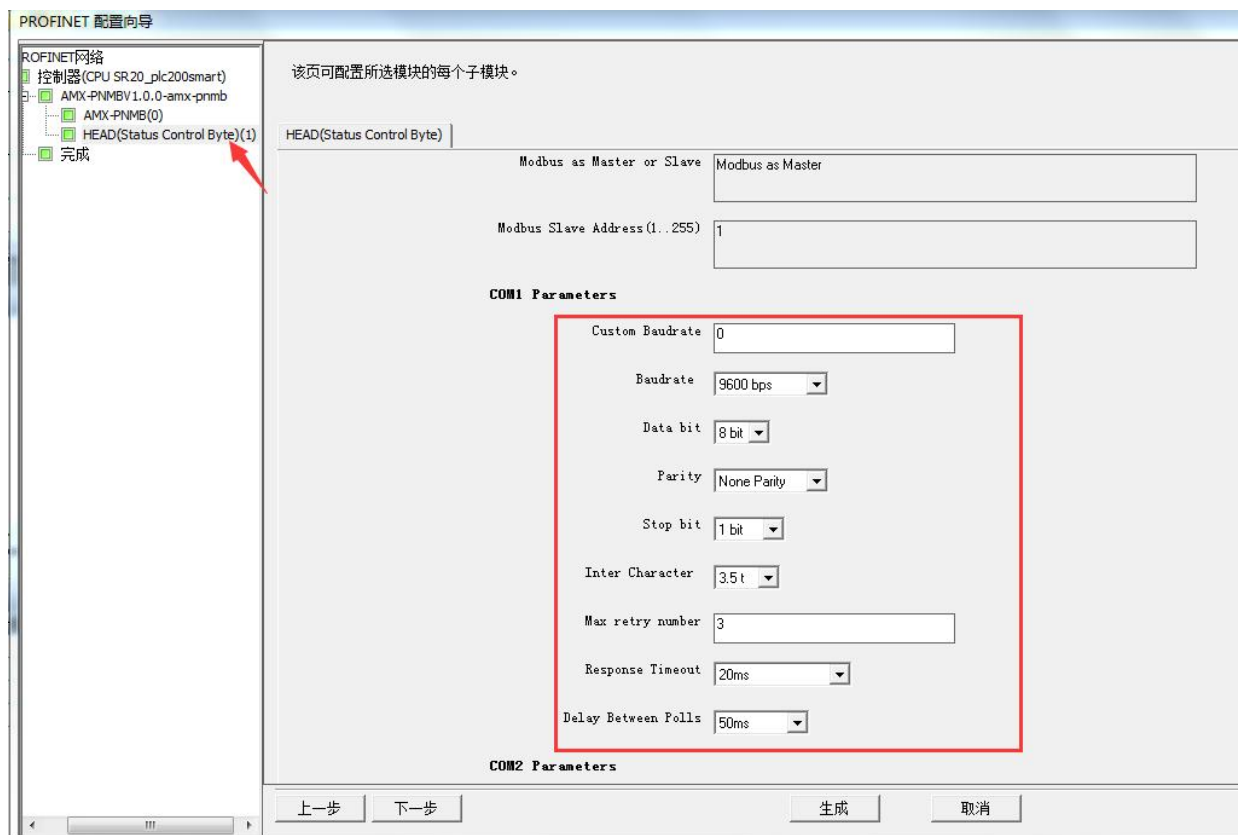 PROFINET 配置向导
ROFINET网络
控制器(CPU SR20_plc200smart)
AMX-PNMBV1.0.0-amx-pnmb
AMX-PNMB(0)
HEAD(Status Control Byte)(1)
完成
该页可配置所选模块的每个子模块。
HEAD(Status Control Byte)
Modbus as Master or Slave Modbus as Master
Modbus Slave Address(1..255) 1
COM1 Parameters
Custom Baudrate 0
Baudrate 9600 bps
Data bit 8 bit
Parity None Parity
Stop bit 1 bit
Inter Character 3.5 t
Max retry number 3
Response Timeout 20ms
Delay Between Polls 50ms
COM2 Parameters
上一步 下一步 生成 取消